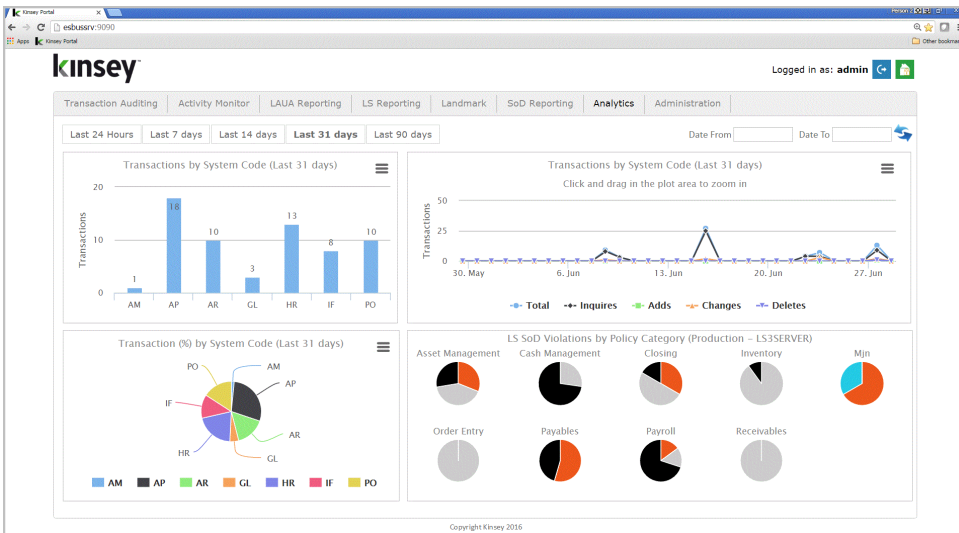 Kinsey Portal
esbussrv:9090
Apps Kinsey Portal Other bookmar
kinsey
Logged in as: admin
Transaction Auditing Activity Monitor LAUA Reporting LS Reporting Landmark SoD Reporting Analytics Administration
Last 24 Hours Last 7 days Last 14 days Last 31 days Last 90 days Date From Date To
Transactions by System Code (Last 31 days)
Transactions
20
10
0
1
18
10
3
13
8
10
AM AP AR GL HR IF PO
Transactions by System Code (Last 31 days)
Click and drag in the plot area to zoom in
Transactions
50
25
0
30. May 6. Jun 13. Jun 20. Jun 27. Jun
Total Inquires Adds Changes Deletes
Transaction (%) by System Code (Last 31 days)
PO AM
AP
IF
AR
HR
GL
AM AP AR GL HR IF PO
LS SoD Violations by Policy Category (Production - LS3SERVER)
Asset Management Cash Management Closing Inventory Mjn
Order Entry Payables Payroll Receivables
Copyright Kinsey 2016